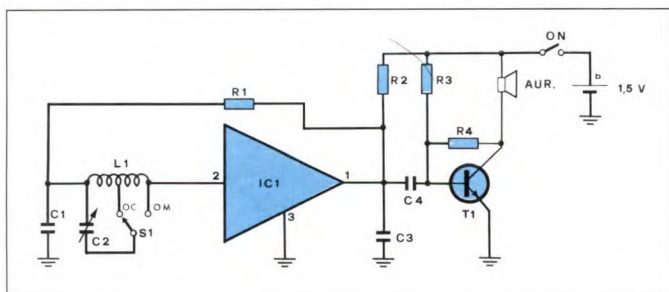 ON
b
1,5 V
R1
R2
R3
AUR.
R4
L1
2
IC1
1
3
C1
C2
OC
OM
S1
C4
T1
C3